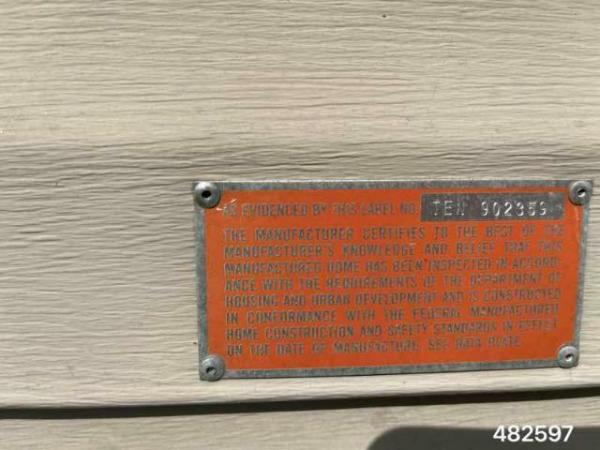 AS EVIDENCED BY THIS LABEL NO. TEN 902359
THE MANUFACTURER CERTIFIES TO THE BEST OF THE
MANUFACTURER'S KNOWLEDGE AND BELIEF THAT THIS
MANUFACTURED HOME HAS BEEN INSPECTED IN ACCORD-
ANCE WITH THE REQUIREMENTS OF THE DEPARTMENT OF
HOUSING AND URBAN DEVELOPMENT AND IS CONSTRUCTED
IN CONFORMANCE WITH THE FEDERAL MANUFACTURED
HOME CONSTRUCTION AND SAFETY STANDARDS IN EFFECT
ON THE DATE OF MANUFACTURE. SEE DATA PLATE
482597